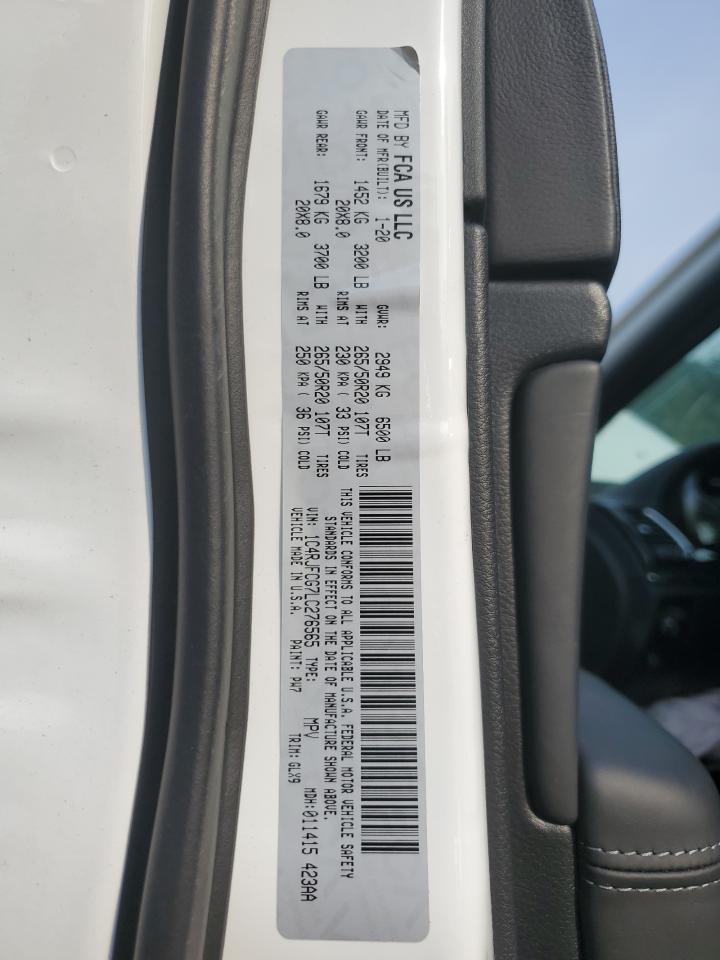 MFD BY FCA US LLC
DATE OF MFR(BUILT): 1-20 GVWR: 2949 KG 6500 LB
GAWR FRONT: 1452 KG 3200 LB WITH 265/50R20 107T TIRES
20X8.0 RIMS AT 230 KPA ( 33 PSI) COLD
GAWR REAR: 1679 KG 3700 LB WITH 265/50R20 107T TIRES
20X8.0 RIMS AT 250 KPA ( 36 PSI) COLD
THIS VEHICLE CONFORMS TO ALL APPLICABLE U.S.A. FEDERAL MOTOR VEHICLE SAFETY
STANDARDS IN EFFECT ON THE DATE OF MANUFACTURE SHOWN ABOVE.
VIN: 1C4RJFCG7LC276565 TYPE: MPV MDH:011415 423AA
VEHICLE MADE IN U.S.A. PAINT: PW7 TRIM: GLX9